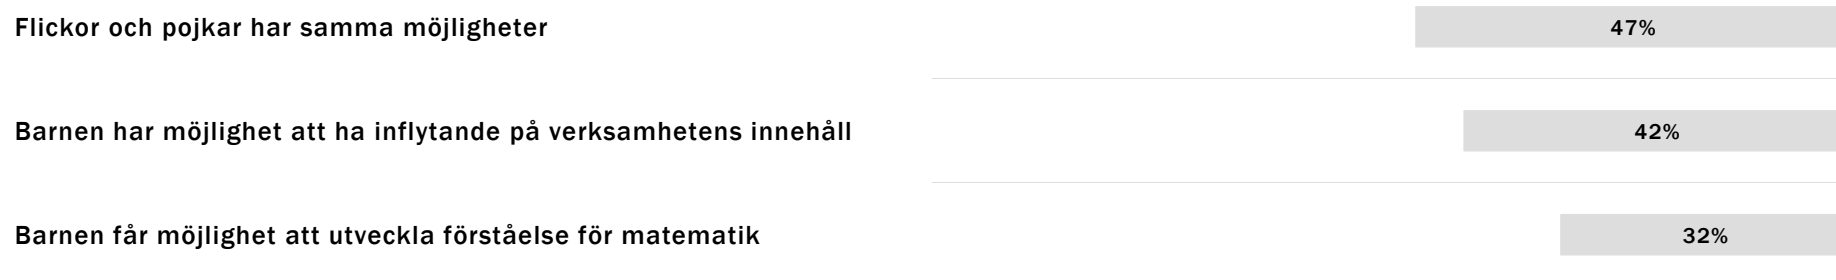 Flickor och pojkar har samma möjligheter 47%
Barnen har möjlighet att ha inflytande på verksamhetens innehåll 42%
Barnen får möjlighet att utveckla förståelse för matematik 32%